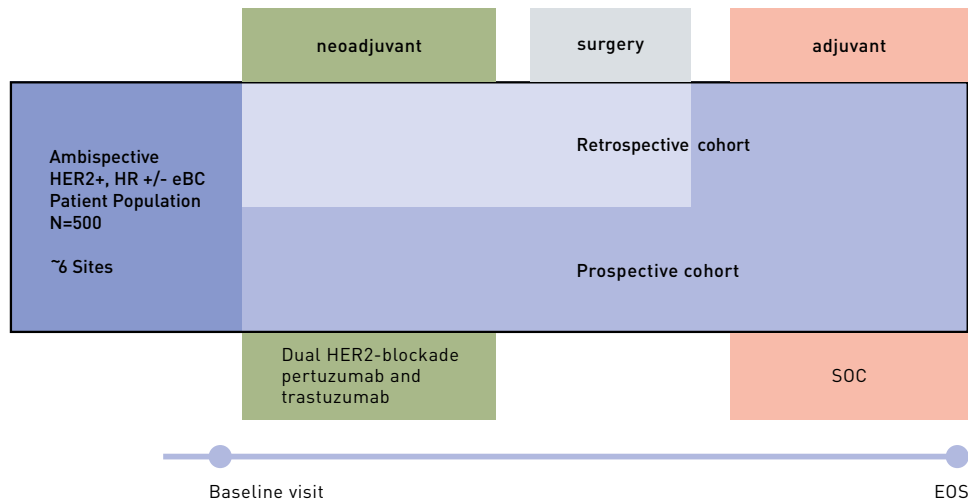 neoadjuvant
surgery
adjuvant
Ambispective
HER2+, HR +/- eBC
Patient Population
N=500
~6 Sites
Retrospective cohort
Prospective cohort
Dual HER2-blockade
pertuzumab and
trastuzumab
SOC
Baseline visit
EOS